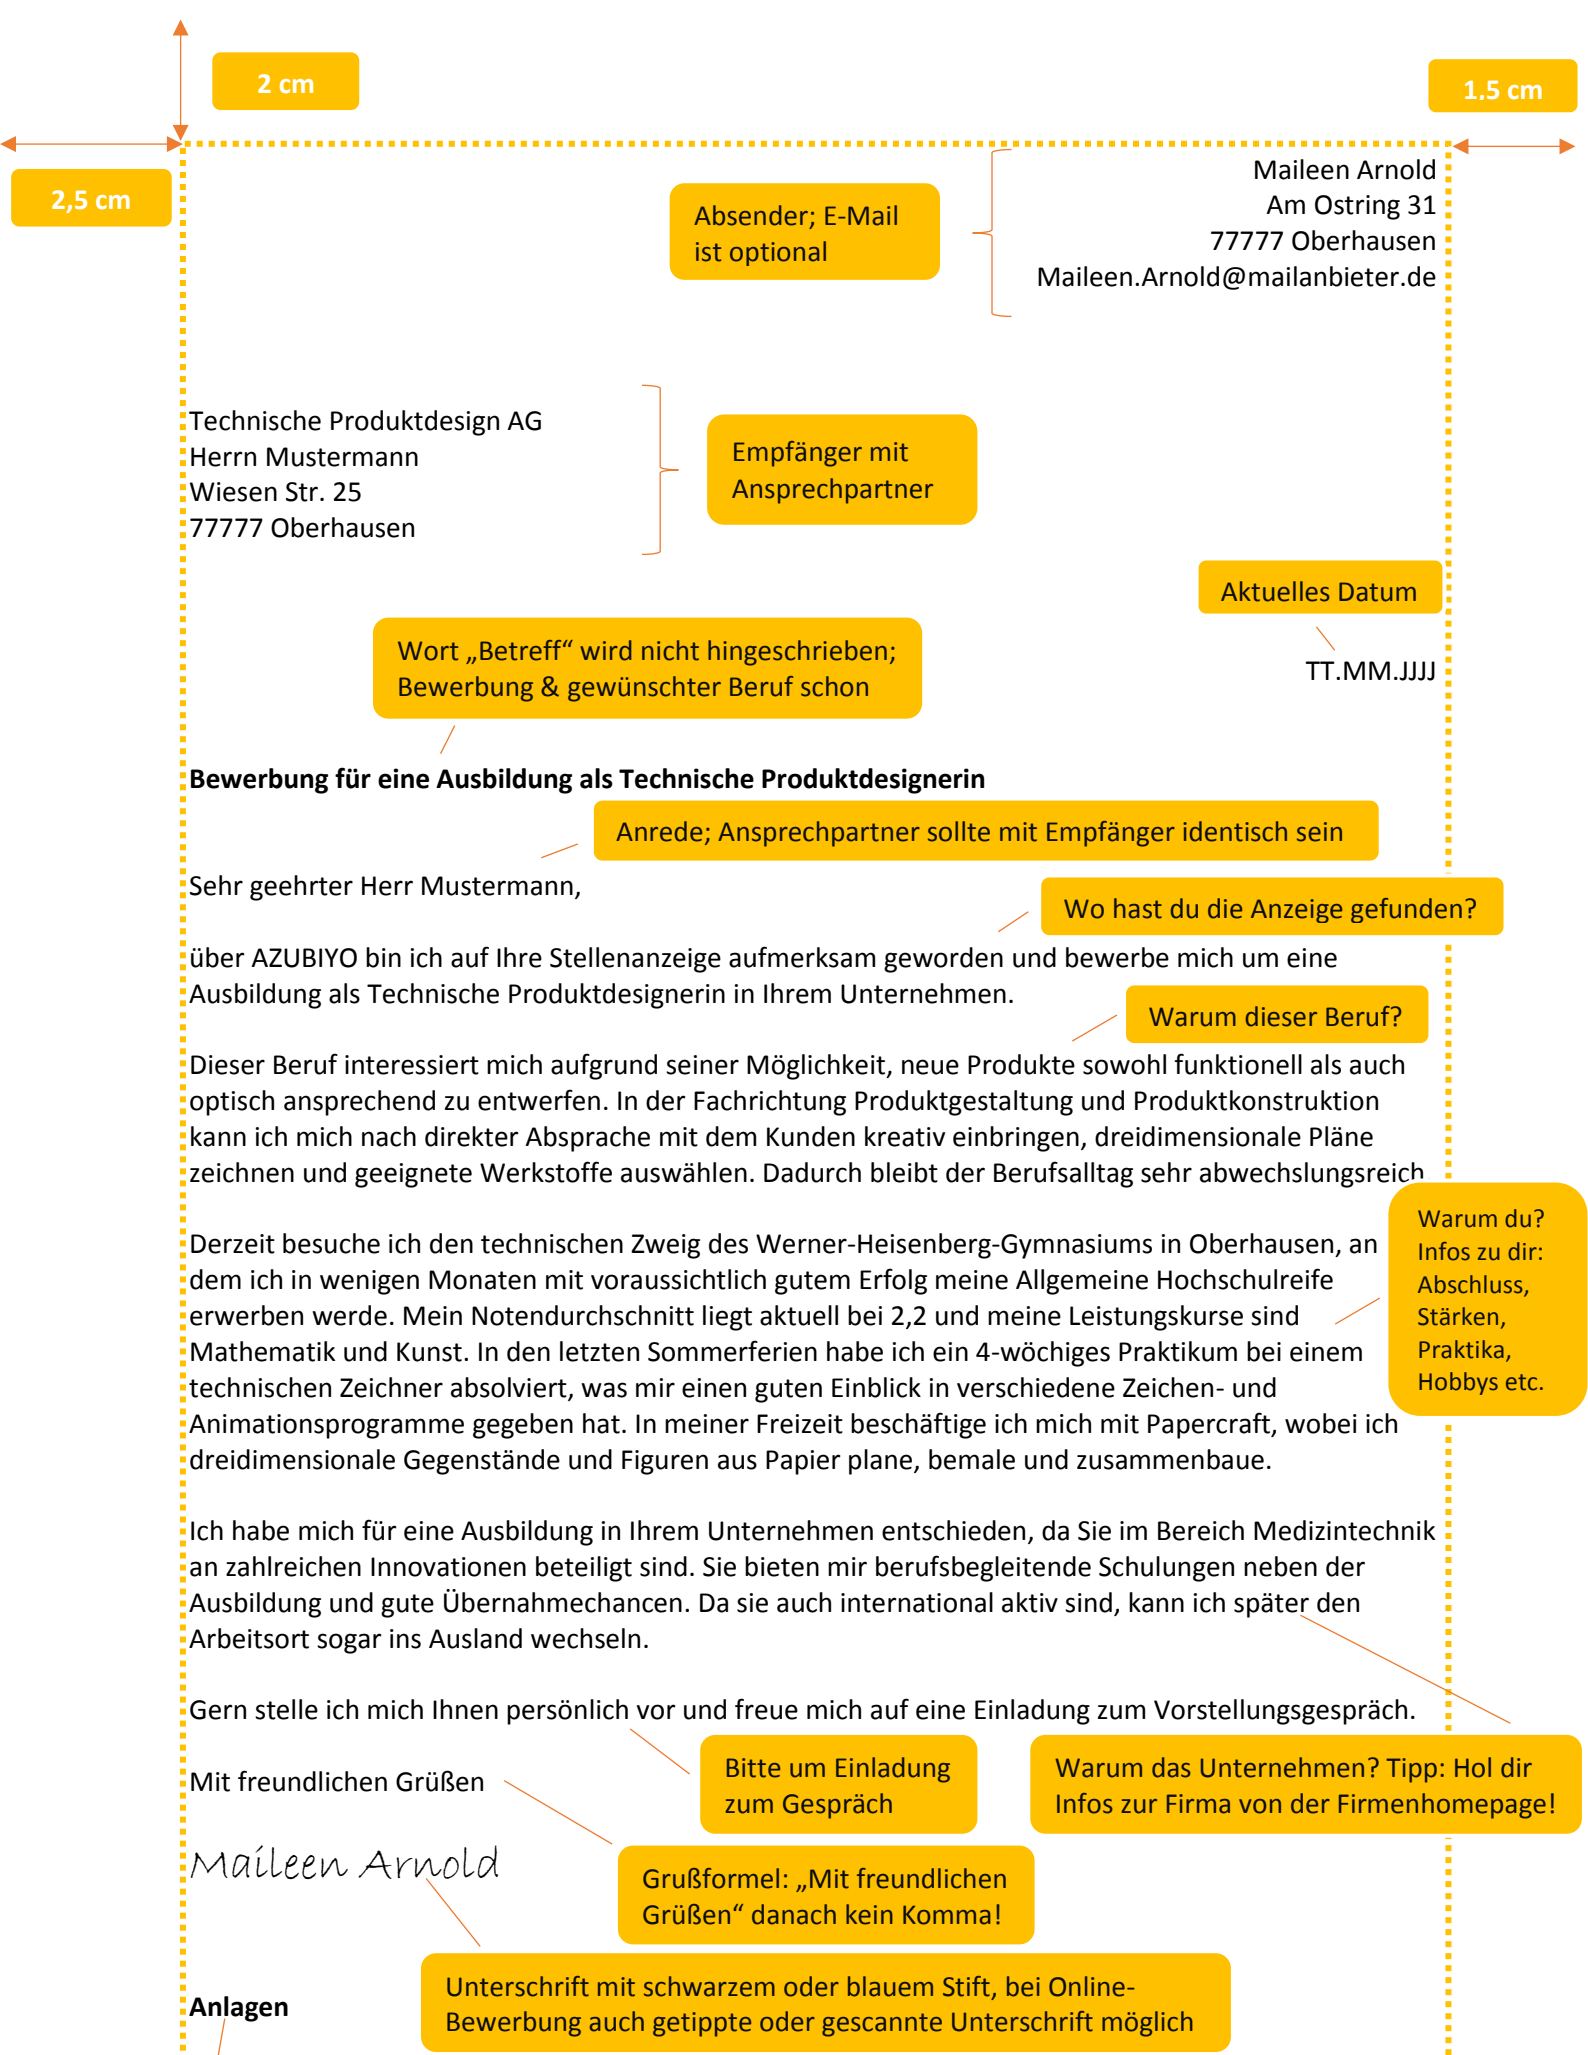 2 cm
1,5 cm
2,5 cm
Maileen Arnold
Am Ostring 31
77777 Oberhausen
Maileen.Arnold@mailanbieter.de
Absender; E-Mail
ist optional
Technische Produktdesign AG
Herrn Mustermann
Wiesen Str. 25
77777 Oberhausen
Empfänger mit
Ansprechpartner
Aktuelles Datum
TT.MM.JJJJ
Wort „Betreff“ wird nicht hingeschrieben;
Bewerbung & gewünschter Beruf schon
Bewerbung für eine Ausbildung als Technische Produktdesignerin
Anrede; Ansprechpartner sollte mit Empfänger identisch sein
Sehr geehrter Herr Mustermann,
Wo hast du die Anzeige gefunden?
über AZUBIYO bin ich auf Ihre Stellenanzeige aufmerksam geworden und bewerbe mich um eine
Ausbildung als Technische Produktdesignerin in Ihrem Unternehmen.
Warum dieser Beruf?
Dieser Beruf interessiert mich aufgrund seiner Möglichkeit, neue Produkte sowohl funktionell als auch
optisch ansprechend zu entwerfen. In der Fachrichtung Produktgestaltung und Produktkonstruktion
kann ich mich nach direkter Absprache mit dem Kunden kreativ einbringen, dreidimensionale Pläne
zeichnen und geeignete Werkstoffe auswählen. Dadurch bleibt der Berufsalltag sehr abwechslungsreich.
Derzeit besuche ich den technischen Zweig des Werner-Heisenberg-Gymnasiums in Oberhausen, an
dem ich in wenigen Monaten mit voraussichtlich gutem Erfolg meine Allgemeine Hochschulreife
erwerben werde. Mein Notendurchschnitt liegt aktuell bei 2,2 und meine Leistungskurse sind
Mathematik und Kunst. In den letzten Sommerferien habe ich ein 4-wöchiges Praktikum bei einem
technischen Zeichner absolviert, was mir einen guten Einblick in verschiedene Zeichen- und
Animationsprogramme gegeben hat. In meiner Freizeit beschäftige ich mich mit Papercraft, wobei ich
dreidimensionale Gegenstände und Figuren aus Papier plane, bemale und zusammenbaue.
Warum du?
Infos zu dir:
Abschluss,
Stärken,
Praktika,
Hobbys etc.
Ich habe mich für eine Ausbildung in Ihrem Unternehmen entschieden, da Sie im Bereich Medizintechnik
an zahlreichen Innovationen beteiligt sind. Sie bieten mir berufsbegleitende Schulungen neben der
Ausbildung und gute Übernahmechancen. Da sie auch international aktiv sind, kann ich später den
Arbeitsort sogar ins Ausland wechseln.
Gern stelle ich mich Ihnen persönlich vor und freue mich auf eine Einladung zum Vorstellungsgespräch.
Bitte um Einladung
zum Gespräch
Warum das Unternehmen? Tipp: Hol dir
Infos zur Firma von der Firmenhomepage!
Mit freundlichen Grüßen
Maileen Arnold
Grußformel: „Mit freundlichen
Grüßen“ danach kein Komma!
Unterschrift mit schwarzem oder blauem Stift, bei Online-
Bewerbung auch getippte oder gescannte Unterschrift möglich
Anlagen